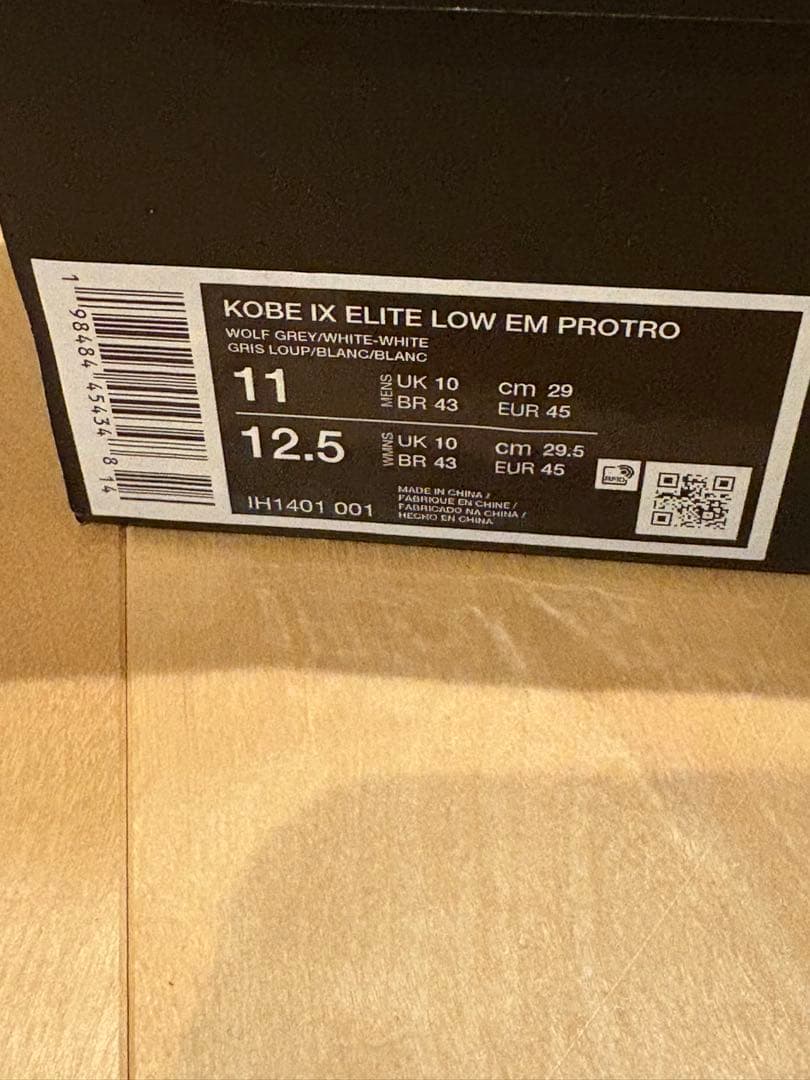 KOBE IX ELITE LOW EM PROTRO
WOLF GREY/WHITE-WHITE
GRIS LOUP/BLANC/BLANC
11 MENS UK 10 cm 29
BR 43 EUR 45
12.5 WMNS UK 10 cm 29.5
BR 43 EUR 45
IH1401 001
MADE IN CHINA /
FABRIQUE EN CHINE /
FABRICADO NA CHINA /
HECHO EN CHINA
RFID
1 98484 45434 8 14